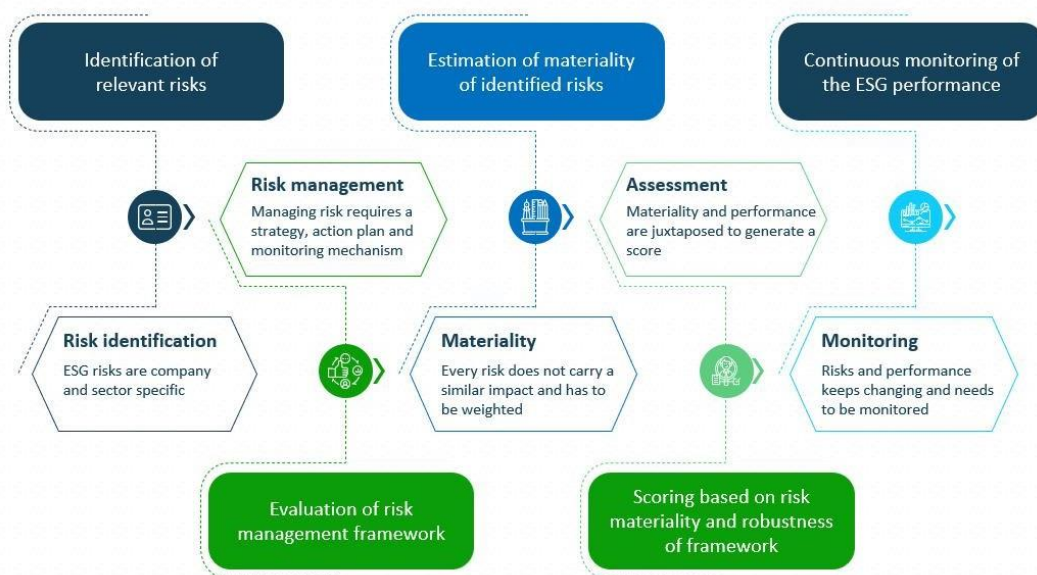 Identification of
relevant risks
Estimation of materiality
of identified risks
Continuous monitoring of
the ESG performance
Risk management
Managing risk requires a
strategy, action plan and
monitoring mechanism
Assessment
Materiality and performance
are juxtaposed to generate a
score
Risk identification
ESG risks are company
and sector specific
Materiality
Every risk does not carry a
similar impact and has to
be weighted
Monitoring
Risks and performance
keeps changing and needs
to be monitored
Evaluation of risk
management framework
Scoring based on risk
materiality and robustness
of framework